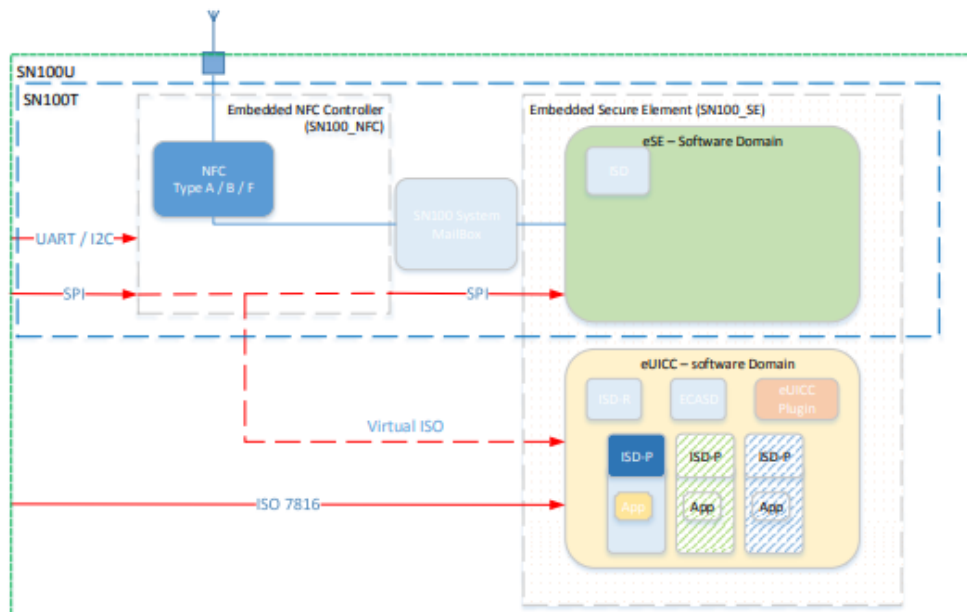 SN100U
SN100T
Embedded NFC Controller
(SN100_NFC)
Embedded Secure Element (SN100_SE)
eSE – Software Domain
ISD
NFC
Type A / B / F
SN100 System
MailBox
UART / I2C
SPI
SPI
eUICC – software Domain
ISD-R
ECASD
eUICC
Plugin
Virtual ISO
ISD-P
ISD-P
ISD-P
App
App
App
ISO 7816